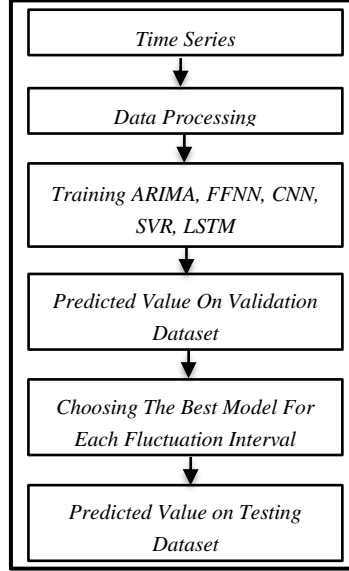 Time Series
Data Processing
Training ARIMA, FFNN, CNN,
SVR, LSTM
Predicted Value On Validation
Dataset
Choosing The Best Model For
Each Fluctuation Interval
Predicted Value on Testing
Dataset